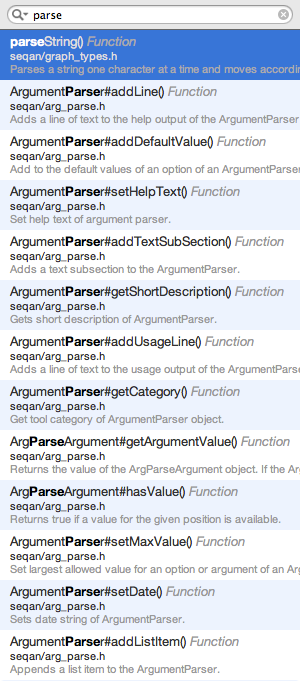 parse
parseString() Function
seqan/graph_types.h
Parses a string one character at a time and moves accordin
ArgumentParser#addLine() Function
seqan/arg_parse.h
Adds a line of text to the help output of the ArgumentParser
ArgumentParser#addDefaultValue() Function
seqan/arg_parse.h
Add to the default values of an option of an ArgumentParser
ArgumentParser#setHelpText() Function
seqan/arg_parse.h
Set help text of argument parser.
ArgumentParser#addTextSubSection() Function
seqan/arg_parse.h
Adds a text subsection to the ArgumentParser.
ArgumentParser#getShortDescription() Function
seqan/arg_parse.h
Gets short description of ArgumentParser.
ArgumentParser#addUsageLine() Function
seqan/arg_parse.h
Adds a line of text to the usage output of the ArgumentParser
ArgumentParser#getCategory() Function
seqan/arg_parse.h
Get tool category of ArgumentParser object.
ArgParseArgument#getArgumentValue() Function
seqan/arg_parse.h
Returns the value of the ArgParseArgument object. If the Ar
ArgParseArgument#hasValue() Function
seqan/arg_parse.h
Returns true if a value for the given position is available.
ArgumentParser#setMaxValue() Function
seqan/arg_parse.h
Set largest allowed value for an option or argument of an Ar
ArgumentParser#setDate() Function
seqan/arg_parse.h
Sets date string of ArgumentParser.
ArgumentParser#addListItem() Function
seqan/arg_parse.h
Appends a list item to the ArgumentParser.